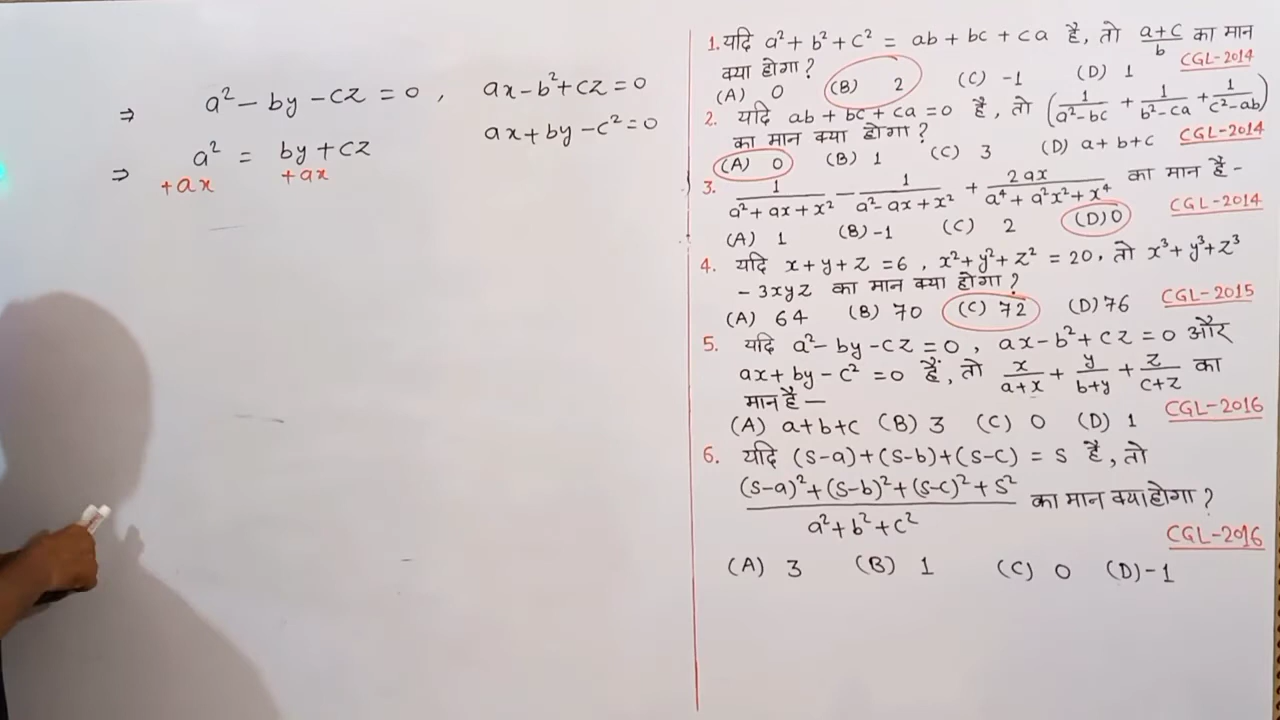 ⇒ a² - by - cz = 0, ax - b² + cz = 0
ax + by - c² = 0
⇒ a² = by + cz
+ax +ax
1. यदि a² + b² + c² = ab + bc + ca है, तो (a+c)/b का मान
क्या होगा? CGL-2014
(A) 0 (B) 2 (C) -1 (D) 1
2. यदि ab + bc + ca = 0 है, तो (1/(a²-bc) + 1/(b²-ca) + 1/(c²-ab))
का मान क्या होगा? CGL-2014
(A) 0 (B) 1 (C) 3 (D) a+b+c
3. 1/(a²+ax+x²) - 1/(a²-ax+x²) + 2ax/(a⁴+a²x²+x⁴) का मान है-
(A) 1 (B) -1 (C) 2 (D) 0 CGL-2014
4. यदि x+y+z = 6, x²+y²+z² = 20, तो x³+y³+z³
- 3xyz का मान क्या होगा? CGL-2015
(A) 64 (B) 70 (C) 72 (D) 76
5. यदि a² - by - cz = 0, ax - b² + cz = 0 और
ax + by - c² = 0 हैं, तो x/(a+x) + y/(b+y) + z/(c+z) का
मान है — CGL-2016
(A) a+b+c (B) 3 (C) 0 (D) 1
6. यदि (s-a)+(s-b)+(s-c) = s है, तो
((s-a)²+(s-b)²+(s-c)²+s²)/(a²+b²+c²) का मान क्या होगा?
CGL-2016
(A) 3 (B) 1 (C) 0 (D) -1